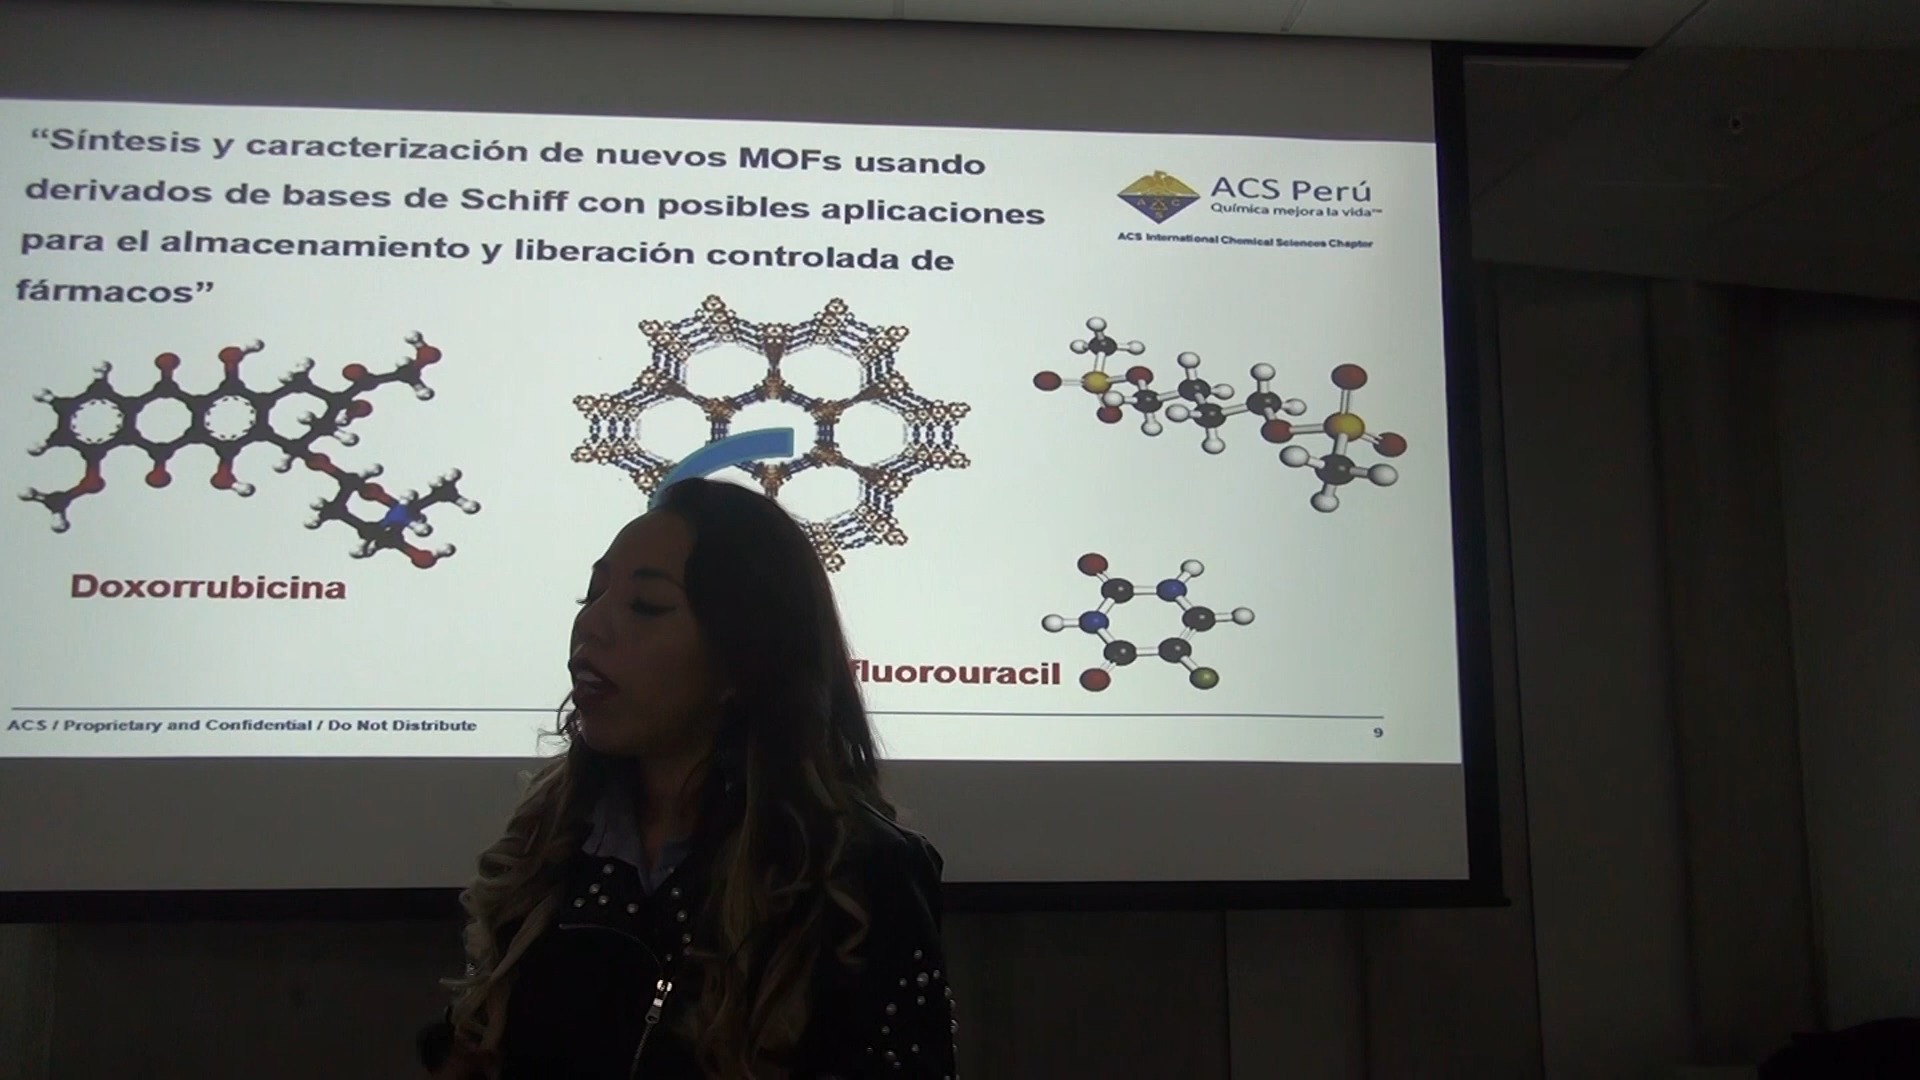 “Síntesis y caracterización de nuevos MOFs usando
derivados de bases de Schiff con posibles aplicaciones
para el almacenamiento y liberación controlada de
fármacos”
ACS Perú
Química mejora la vida™
ACS International Chemical Sciences Chapter
A C S
Doxorrubicina
fluorouracil
ACS / Proprietary and Confidential / Do Not Distribute
9